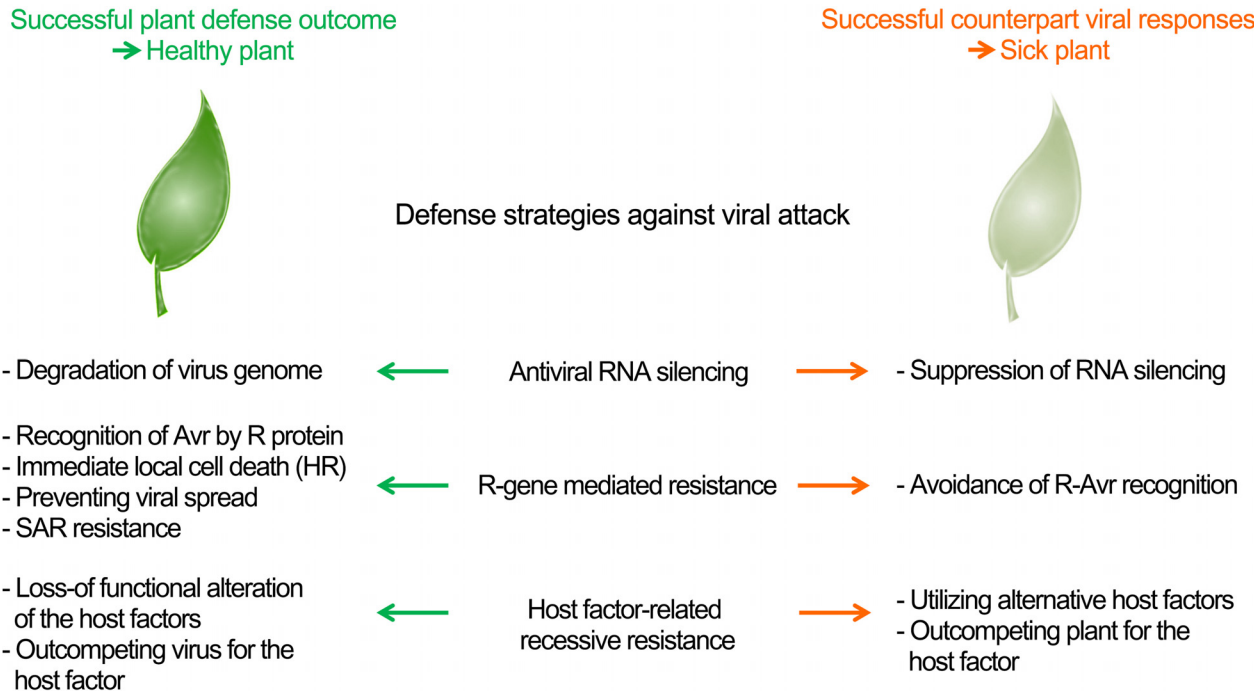 Successful plant defense outcome
→ Healthy plant
Successful counterpart viral responses
→ Sick plant
Defense strategies against viral attack
- Degradation of virus genome
Antiviral RNA silencing
- Suppression of RNA silencing
- Recognition of Avr by R protein
- Immediate local cell death (HR)
- Preventing viral spread
- SAR resistance
R-gene mediated resistance
- Avoidance of R-Avr recognition
- Loss-of functional alteration
of the host factors
- Outcompeting virus for the
host factor
Host factor-related
recessive resistance
- Utilizing alternative host factors
- Outcompeting plant for the
host factor